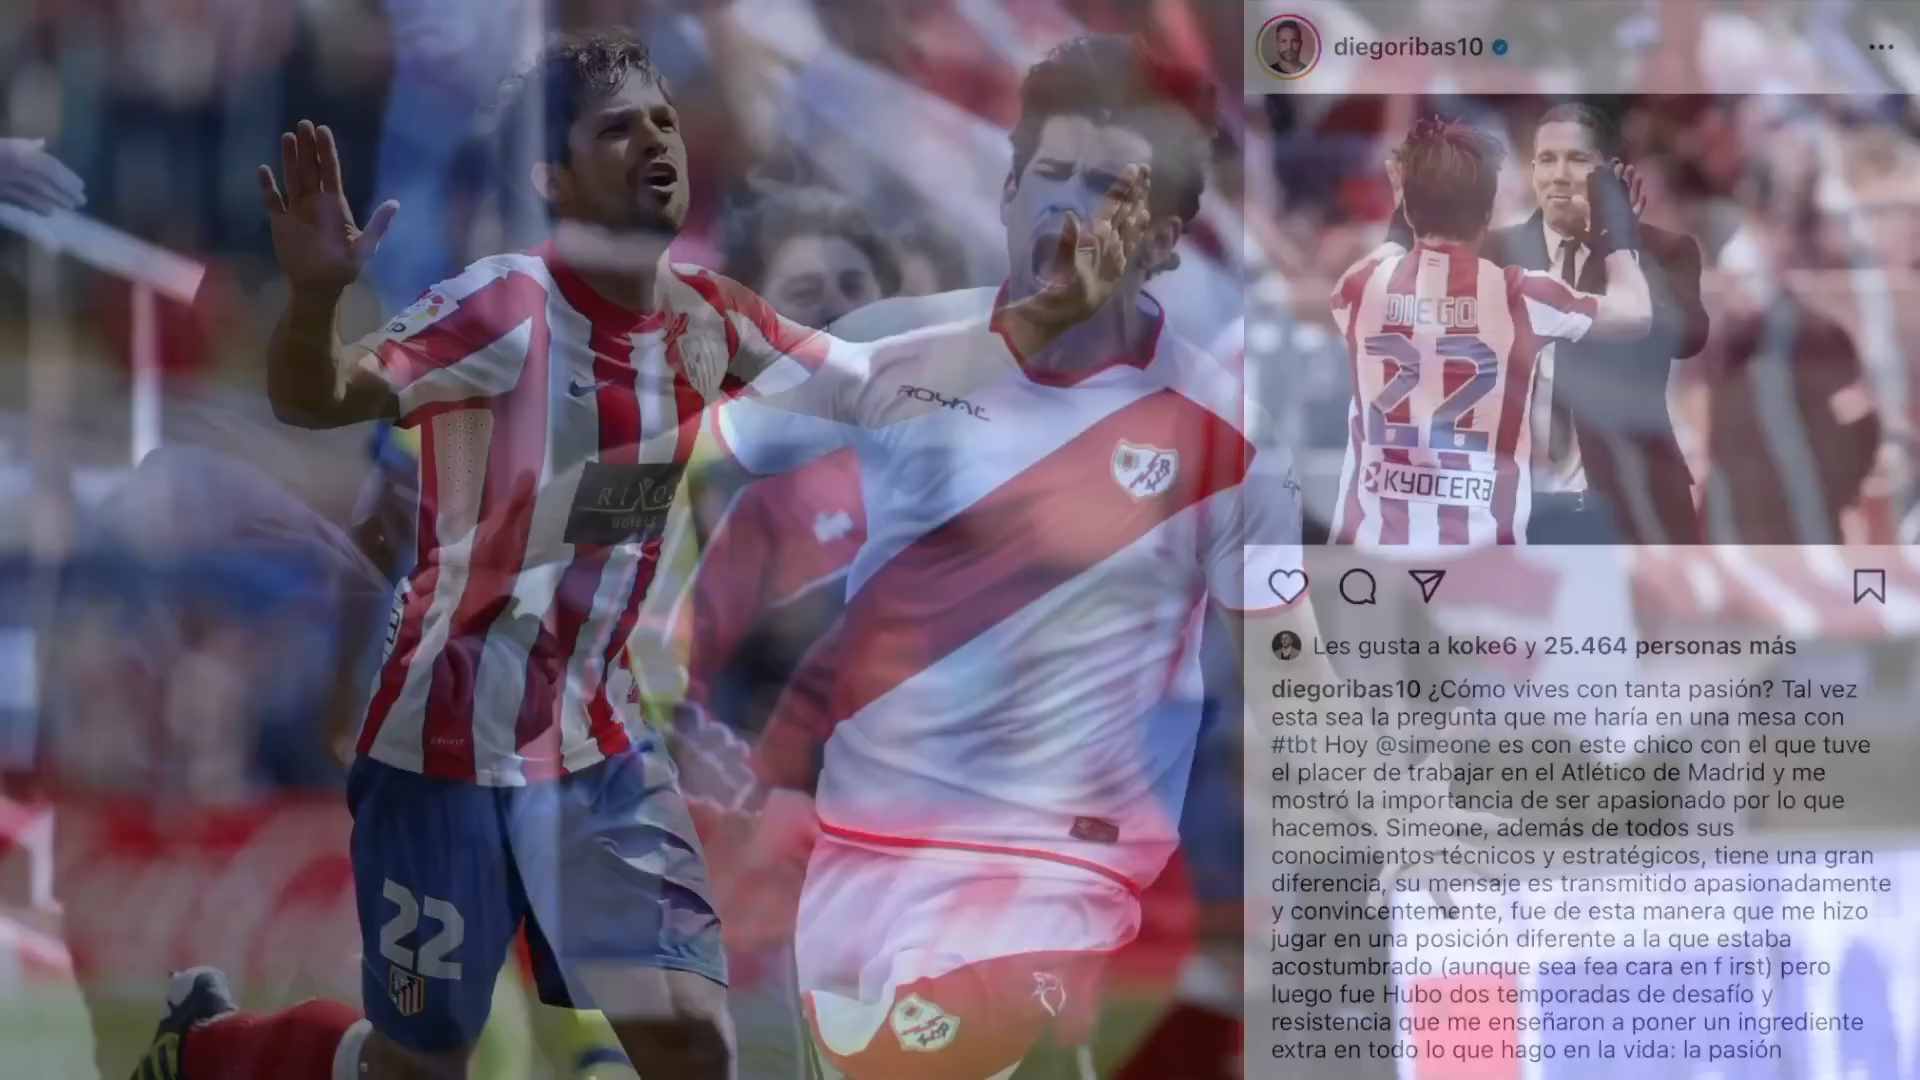 diegoribas10
ROYAL
DIEGO
22
KYOCERA
RIXOS
HOTELS
22
Les gusta a koke6 y 25.464 personas más
diegoribas10 ¿Cómo vives con tanta pasión? Tal vez
esta sea la pregunta que me haría en una mesa con
#tbt Hoy @simeone es con este chico con el que tuve
el placer de trabajar en el Atlético de Madrid y me
mostró la importancia de ser apasionado por lo que
hacemos. Simeone, además de todos sus
conocimientos técnicos y estratégicos, tiene una gran
diferencia, su mensaje es transmitido apasionadamente
y convincentemente, fue de esta manera que me hizo
jugar en una posición diferente a la que estaba
acostumbrado (aunque sea fea cara en f irst) pero
luego fue Hubo dos temporadas de desafío y
resistencia que me enseñaron a poner un ingrediente
extra en todo lo que hago en la vida: la pasión